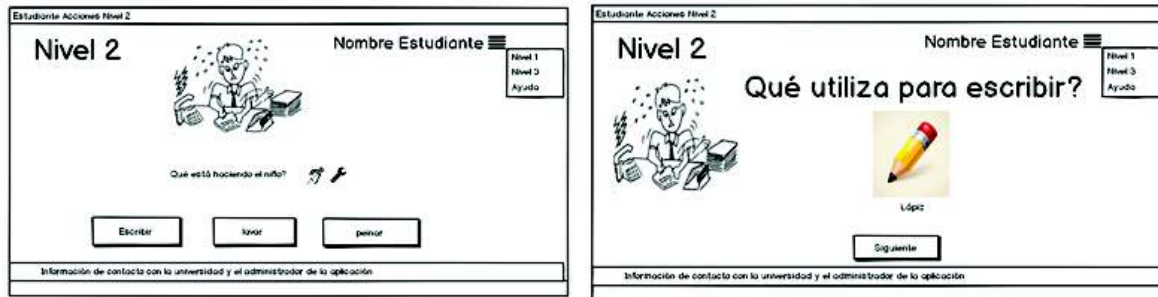 Estudiante Acciones Nivel 2
Nivel 2
Nombre Estudiante
Nivel 1
Nivel 3
Ayuda
Qué está haciendo el niño?
Escribir
lavar
peinar
Información de contacto con la universidad y el administrador de la aplicación
Estudiante Acciones Nivel 2
Nivel 2
Nombre Estudiante
Nivel 1
Nivel 3
Ayuda
Qué utiliza para escribir?
Lápiz
Siguiente
Información de contacto con la universidad y el administrador de la aplicación